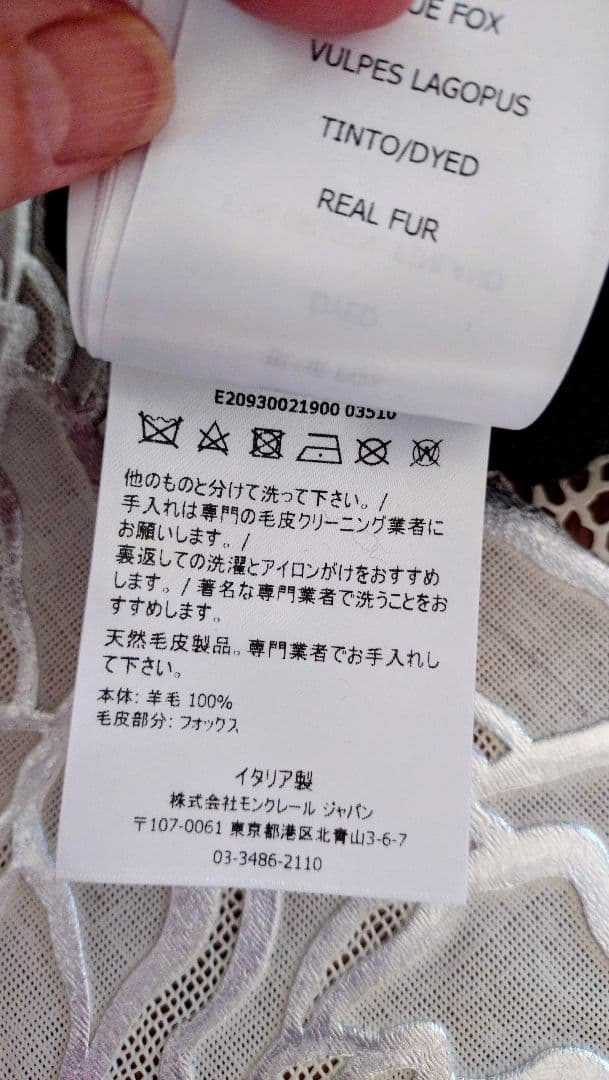 UE FOX
VULPES LAGOPUS
TINTO/DYED
REAL FUR
E20930021900 03510
他のものと分けて洗って下さい。/
手入れは専門の毛皮クリーニング業者に
お願いします。/
裏返しての洗濯とアイロンがけをおすすめ
します。/ 著名な専門業者で洗うことをお
すすめします。
天然毛皮製品。専門業者でお手入れし
て下さい。
本体: 羊毛 100%
毛皮部分: フォックス
イタリア製
株式会社モンクレール ジャパン
〒107-0061 東京都港区北青山3-6-7
03-3486-2110